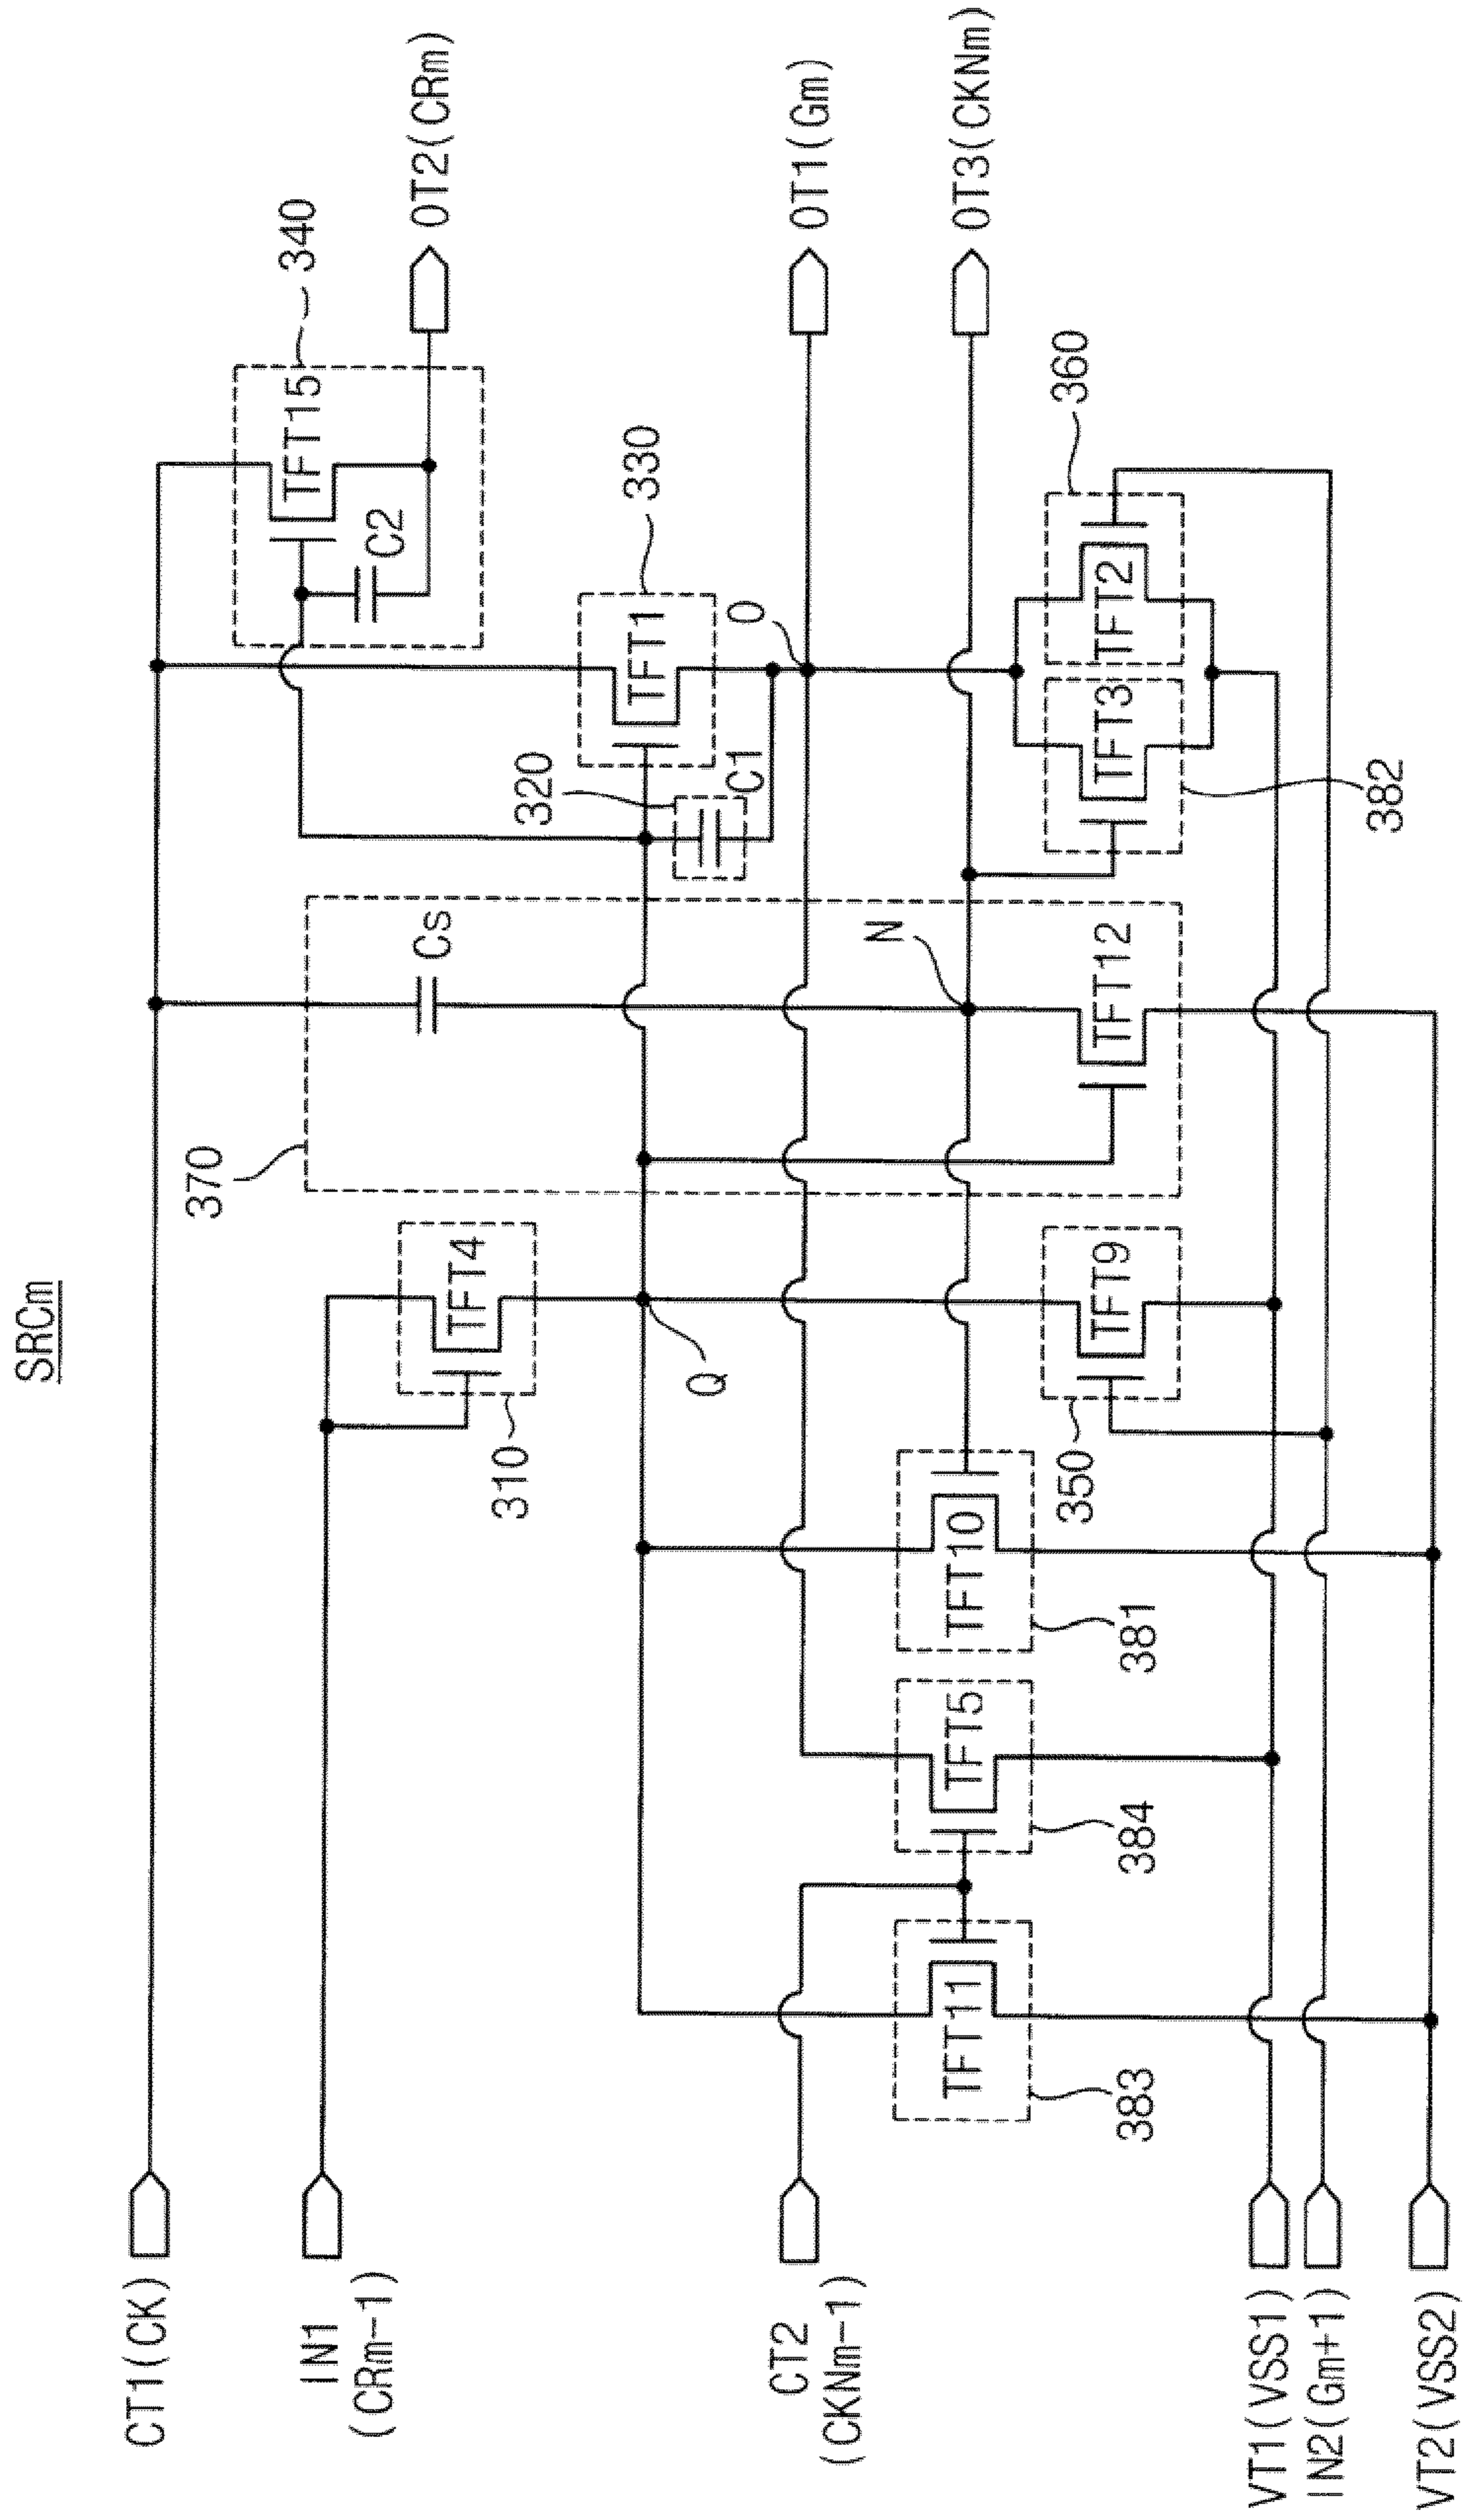 SRCm
CT1(CK)
IN1
(CRm-1)
CT2
(CKNm-1)
VT1(VSS1)
IN2(Gm+1)
VT2(VSS2)
OT2(CRm)
OT1(Gm)
OT3(CKNm)
340
TFT15
C2
330
TFT1
320
C1
O
360
TFT2
TFT3
382
370
Cs
N
TFT12
310
TFT4
Q
350
TFT9
TFT10
381
TFT5
384
TFT11
383